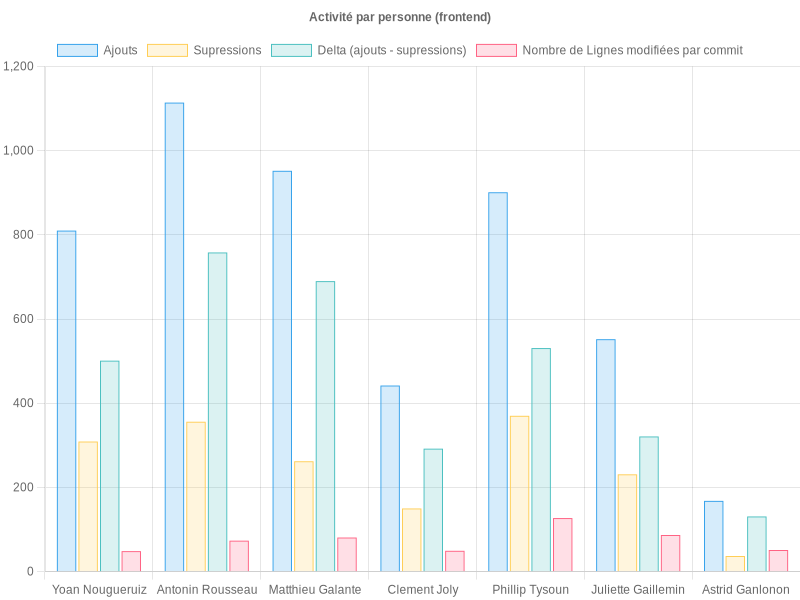 Activité par personne (frontend)
Ajouts Supressions Delta (ajouts - supressions) Nombre de Lignes modifiées par commit
1,200
1,000
800
600
400
200
0
Yoan Nougueruiz Antonin Rousseau Matthieu Galante Clement Joly Phillip Tysoun Juliette Gaillemin Astrid Ganlonon